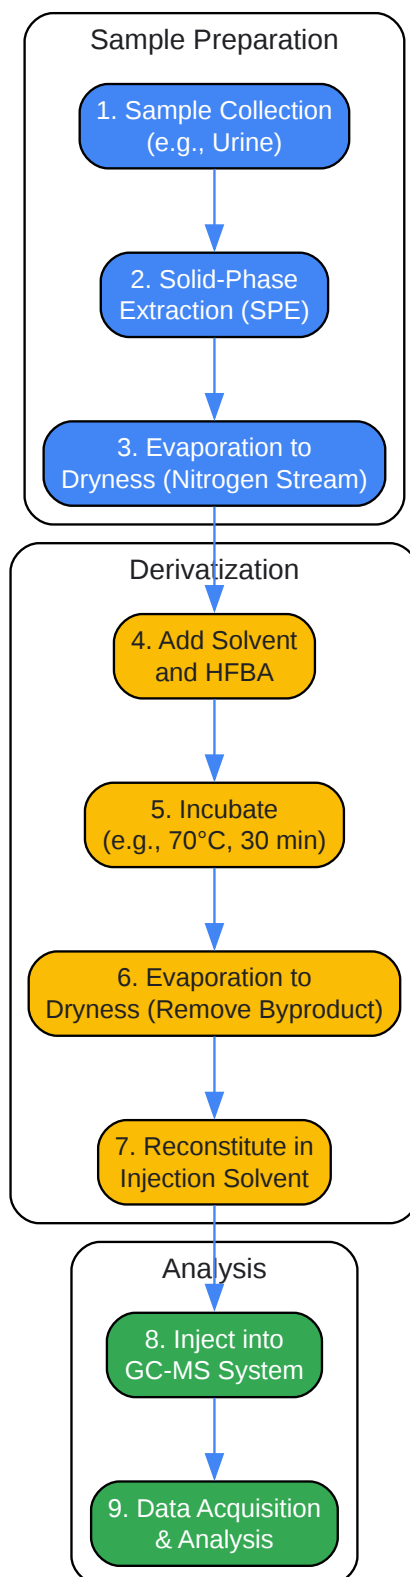 Sample Preparation
1. Sample Collection
(e.g., Urine)
2. Solid-Phase
Extraction (SPE)
3. Evaporation to
Dryness (Nitrogen Stream)
Derivatization
4. Add Solvent
and HFBA
5. Incubate
(e.g., 70°C, 30 min)
6. Evaporation to
Dryness (Remove Byproduct)
7. Reconstitute in
Injection Solvent
Analysis
8. Inject into
GC-MS System
9. Data Acquisition
& Analysis